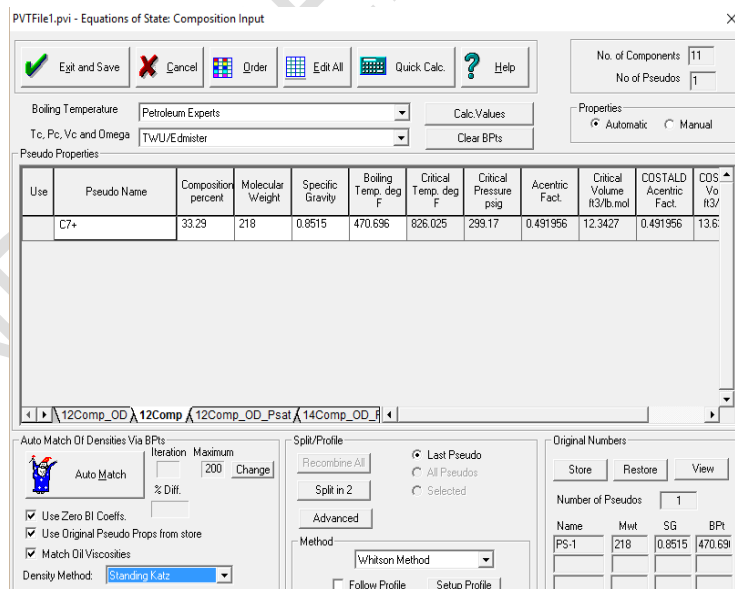 PVTFile1.pvi - Equations of State: Composition Input
Exit and Save Cancel Order Edit All Quick Calc. Help
No. of Components 11
No of Pseudos 1
Boiling Temperature Petroleum Experts Calc.Values
Tc, Pc, Vc and Omega TWU/Edmister Clear BPts
Properties
Automatic Manual
Pseudo Properties
Use Pseudo Name Composition percent Molecular Weight Specific Gravity Boiling Temp. deg F Critical Temp. deg F Critical Pressure psig Acentric Fact. Critical Volume ft3/lb.mol COSTALD Acentric Fact. COS Vo ft3/
C7+ 33.29 218 0.8515 470.696 826.025 299.17 0.491956 12.3427 0.491956 13.6
12Comp_OD 12Comp 12Comp_OD_Psat 14Comp_OD_F
Auto Match Of Densities Via BPts
Auto Match
Iteration Maximum
200 Change
% Diff.
Use Zero BI Coeffs.
Use Original Pseudo Props from store
Match Oil Viscosities
Density Method: Standing Katz
Split/Profile
Recombine All
Split in 2
Advanced
Last Pseudo
All Pseudos
Selected
Method
Whitson Method
Follow Profile Setup Profile
Original Numbers
Store Restore View
Number of Pseudos 1
Name Mwt SG BPt
PS-1 218 0.8515 470.69